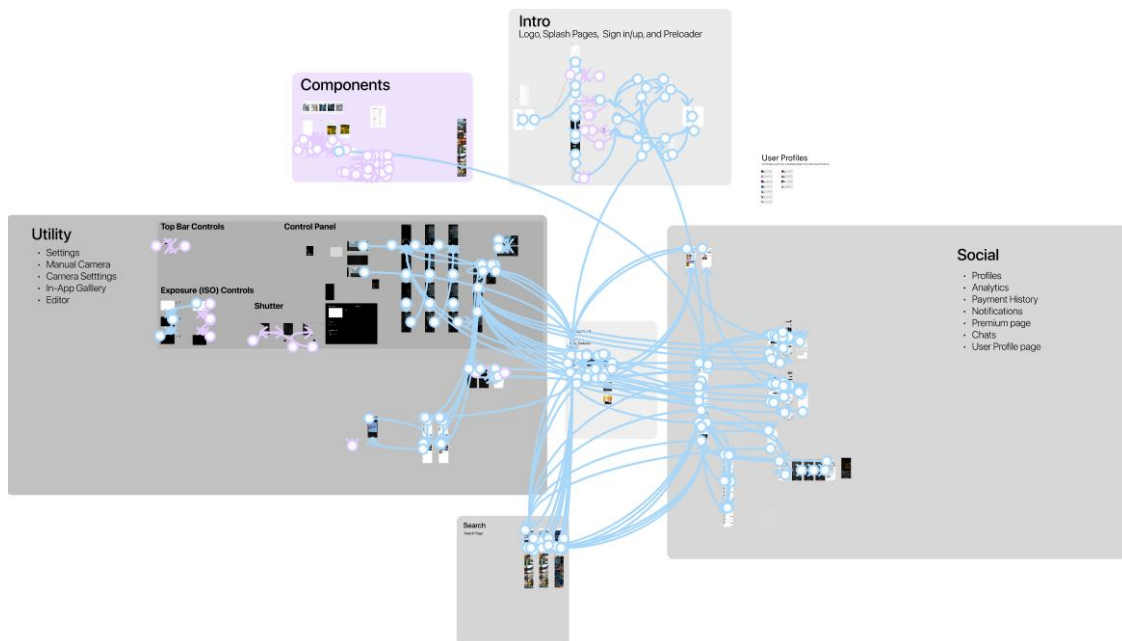 Intro
Logo, Splash Pages, Sign in/up, and Preloader
Components
User Profiles
Utility
• Settings
• Manual Camera
• Camera Setttings
• In-App Galllery
• Editor
Top Bar Controls
Control Panel
Exposure (ISO) Controls
Shutter
Social
• Profiles
• Analytics
• Payment History
• Notifications
• Premium page
• Chats
• User Profile page
Search
Search Page